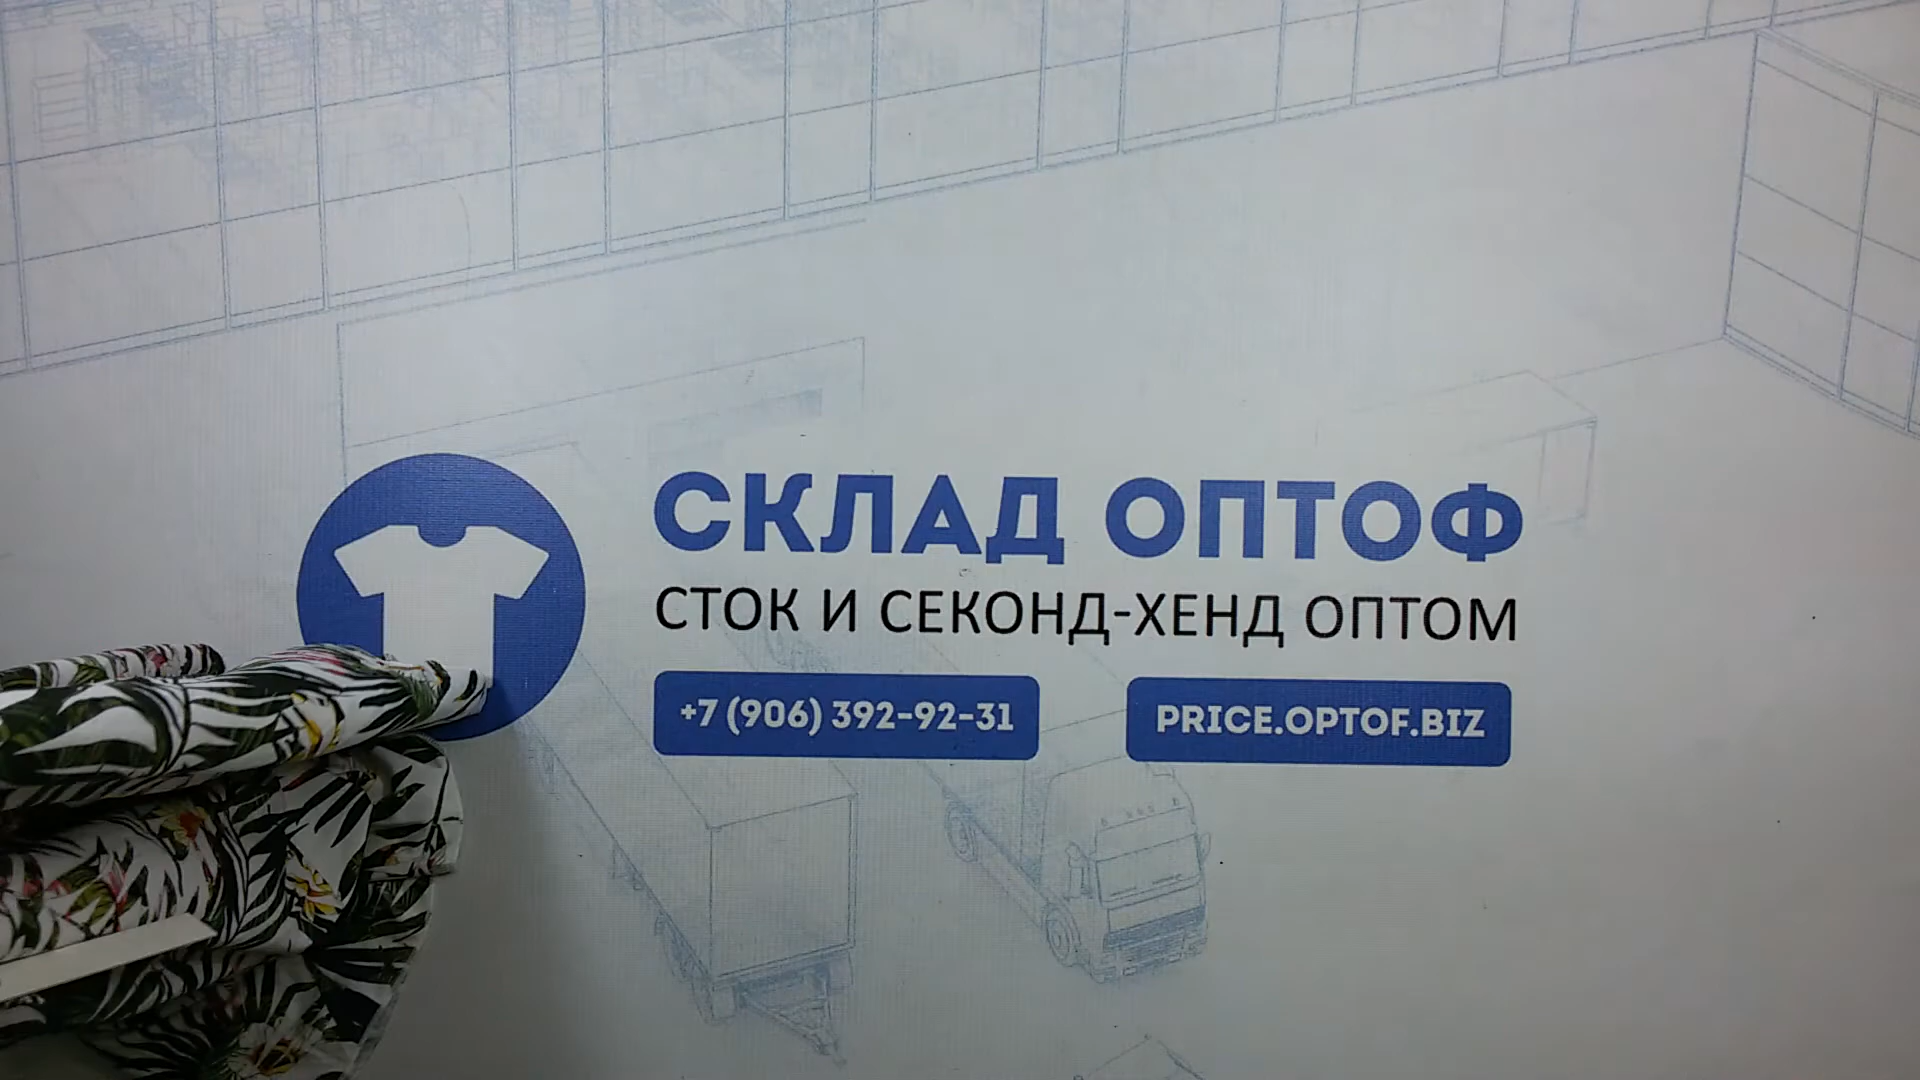 СКЛАД ОПТОФ
СТОК И СЕКОНД-ХЕНД ОПТОМ
+7 (906) 392-92-31
PRICE.OPTOF.BIZ